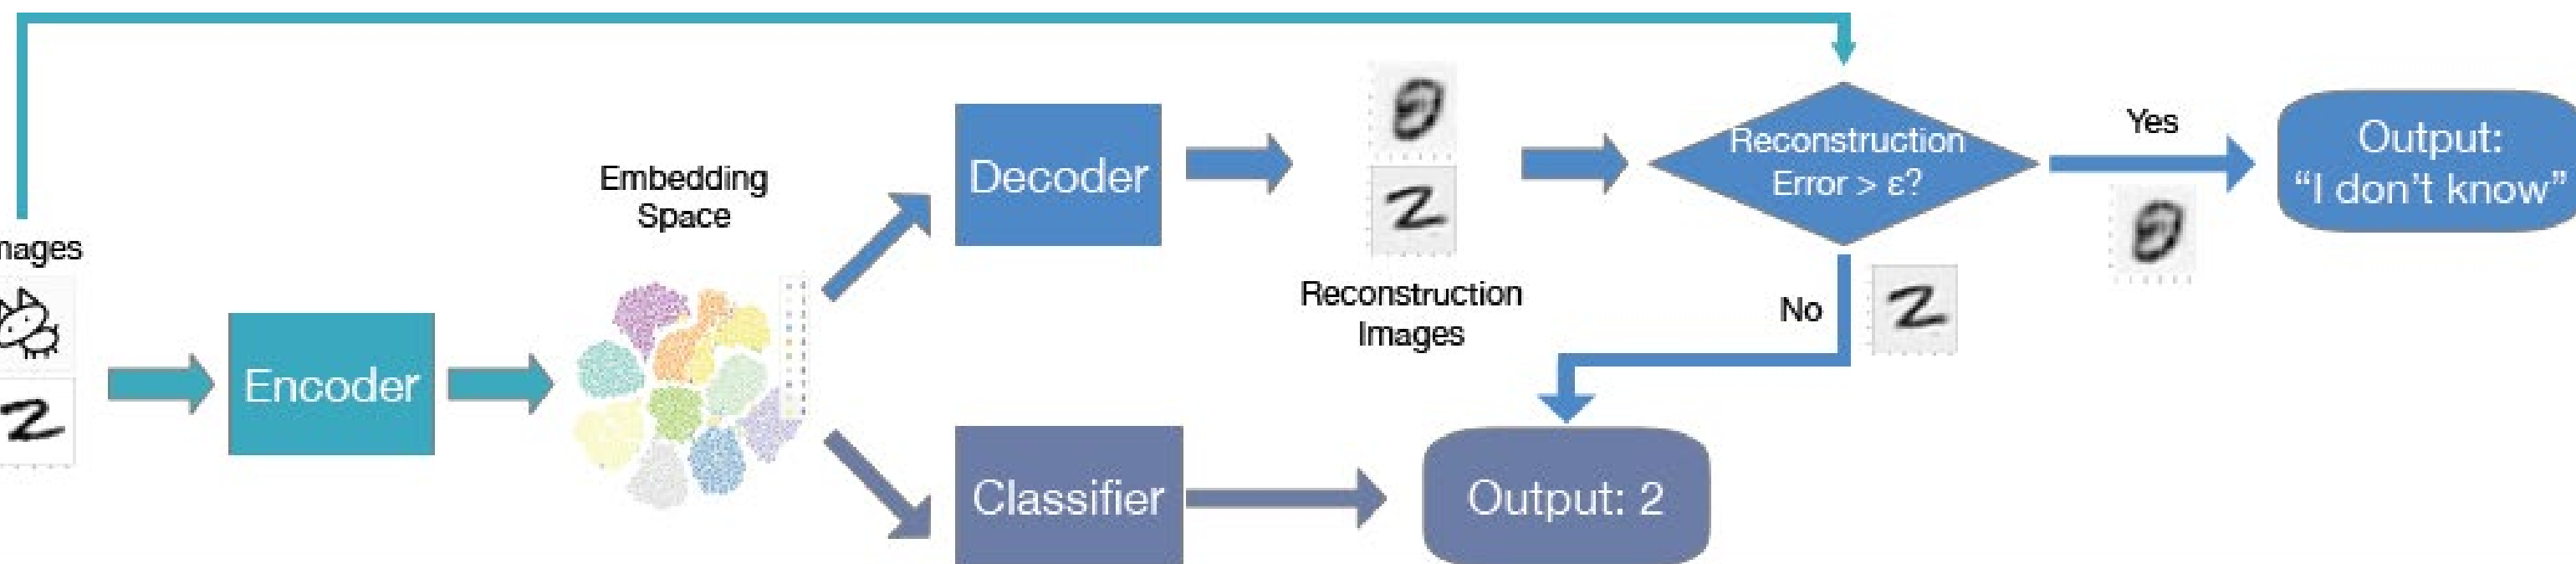 nages
Encoder
Embedding
Space
Decoder
Classifier
Reconstruction
Images
Reconstruction
Error > ε?
Yes
No
Output:
“I don’t know”
Output: 2